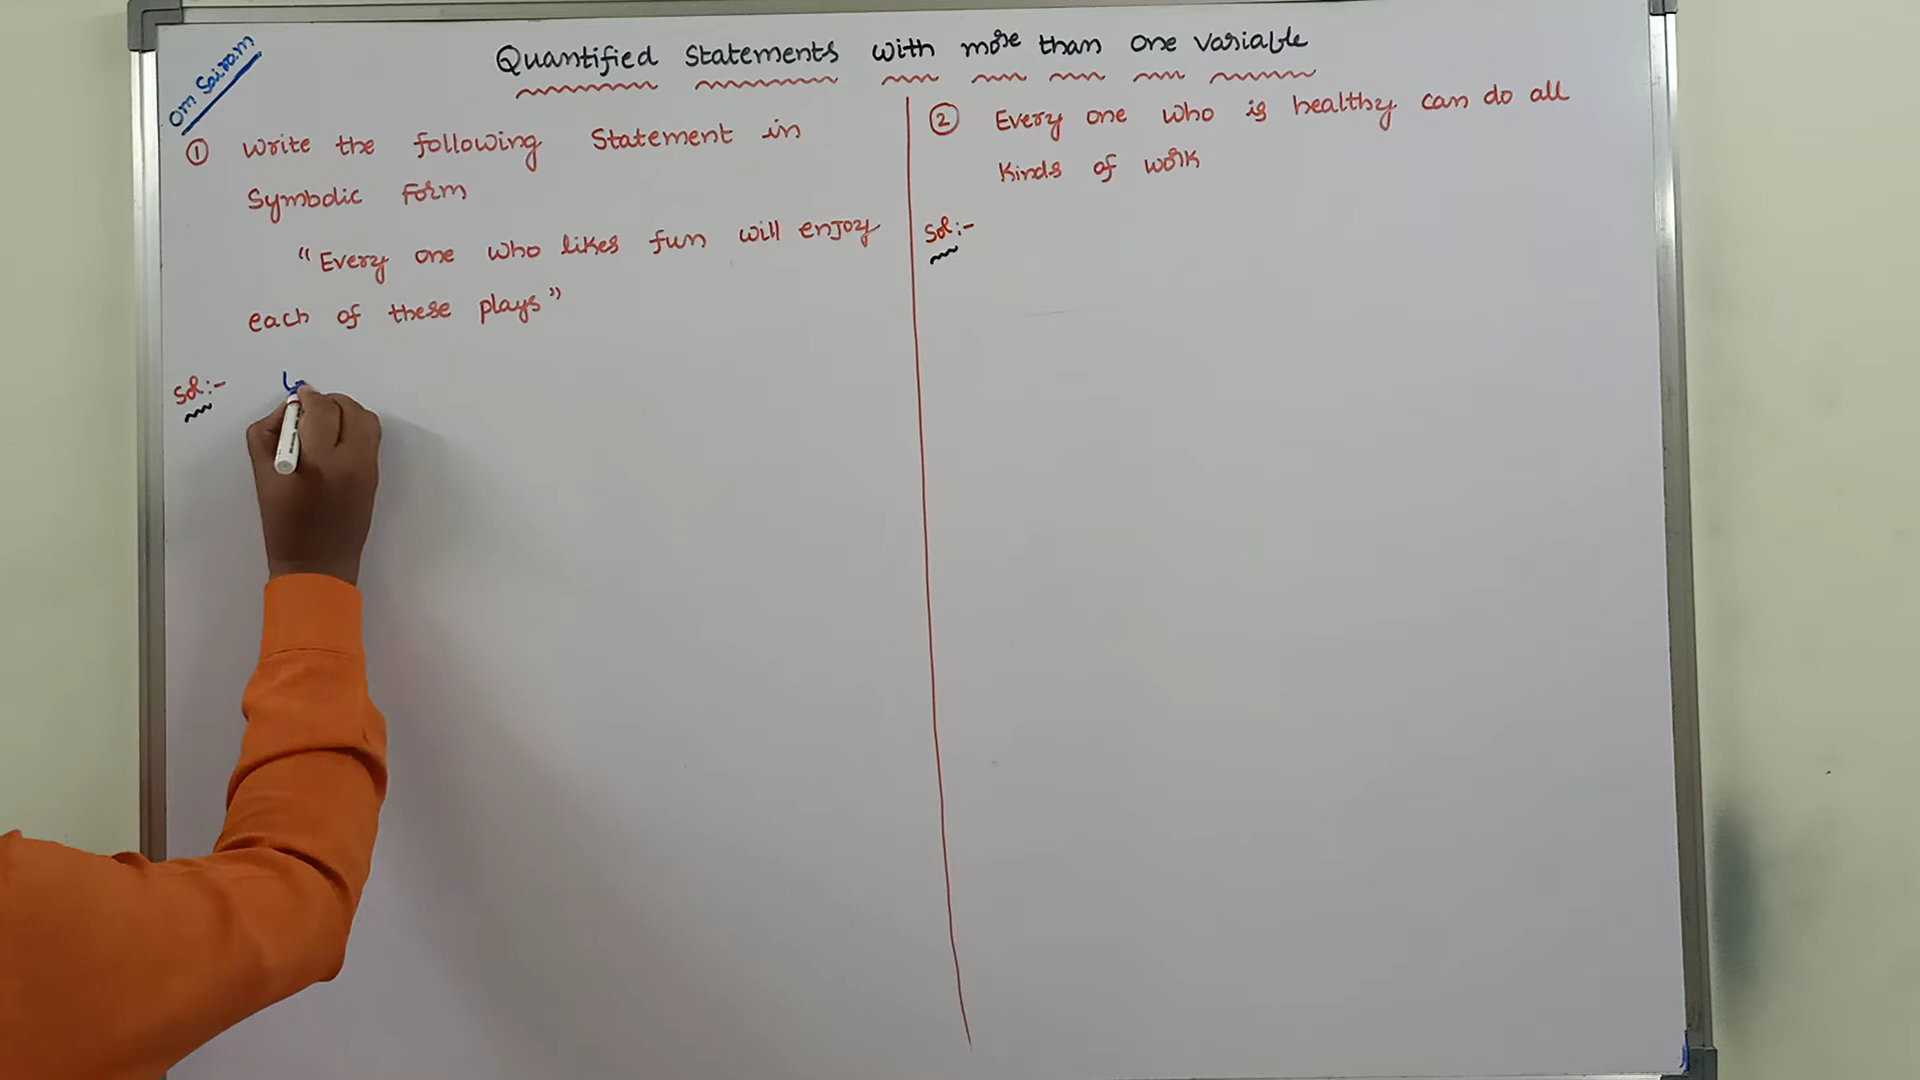 Om Sairam
Quantified Statements with more than one variable
① Write the following Statement in
Symbolic Form
"Every one who likes fun will enjoy
each of these plays"
Sol:-
② Every one who is healthy can do all
Kinds of work
Sol:-